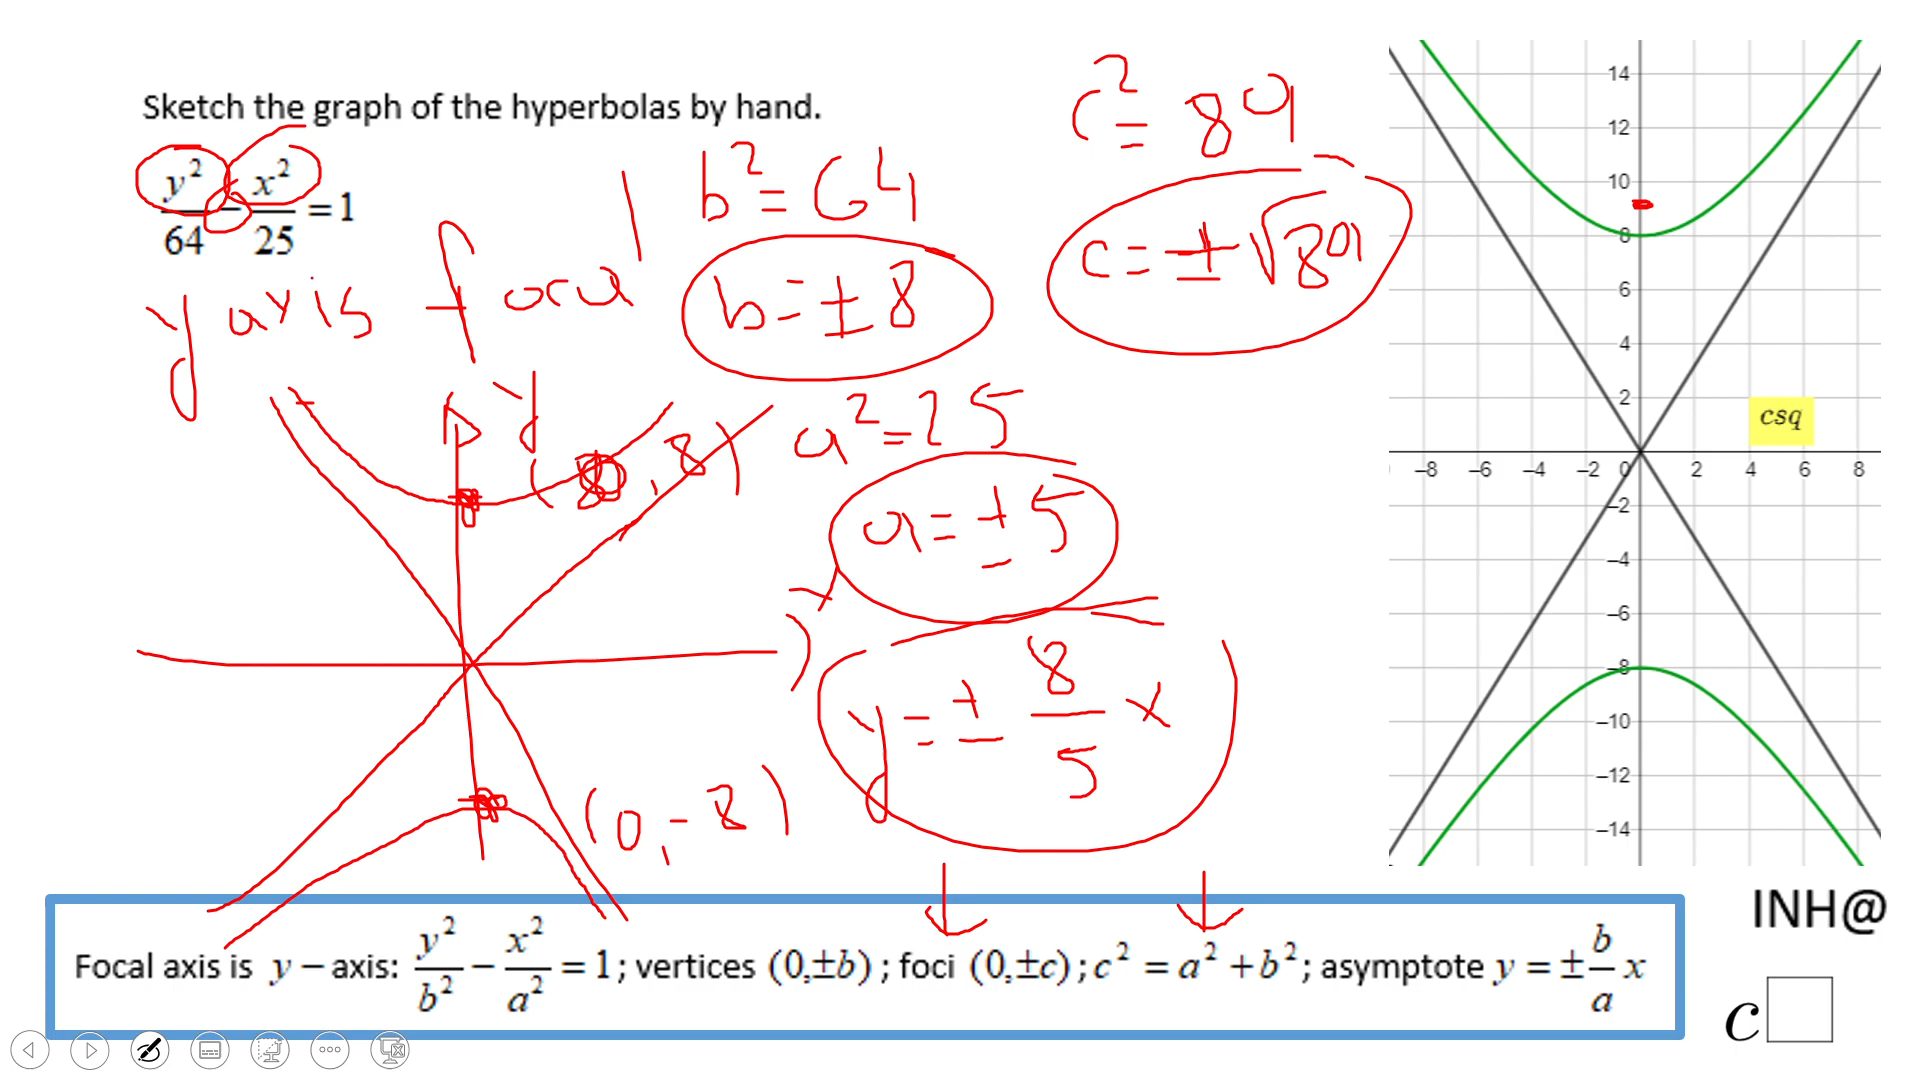 Sketch the graph of the hyperbolas by hand.
y²/64 − x²/25 = 1
y axis focal
b² = 64
b = ± 8
c² = 89
c = ± √89
a² = 25
a = ± 5
y = ± 8/5 x
y
( 0 , 8 )
x
(0, -8)
14
12
10
8
6
4
2
−8 −6 −4 −2 0 2 4 6 8
−2
−4
−6
−8
−10
−12
−14
csq
INH@
Focal axis is y − axis: y²/b² − x²/a² = 1; vertices (0,±b); foci (0,±c); c² = a² + b²; asymptote y = ± b/a x
c